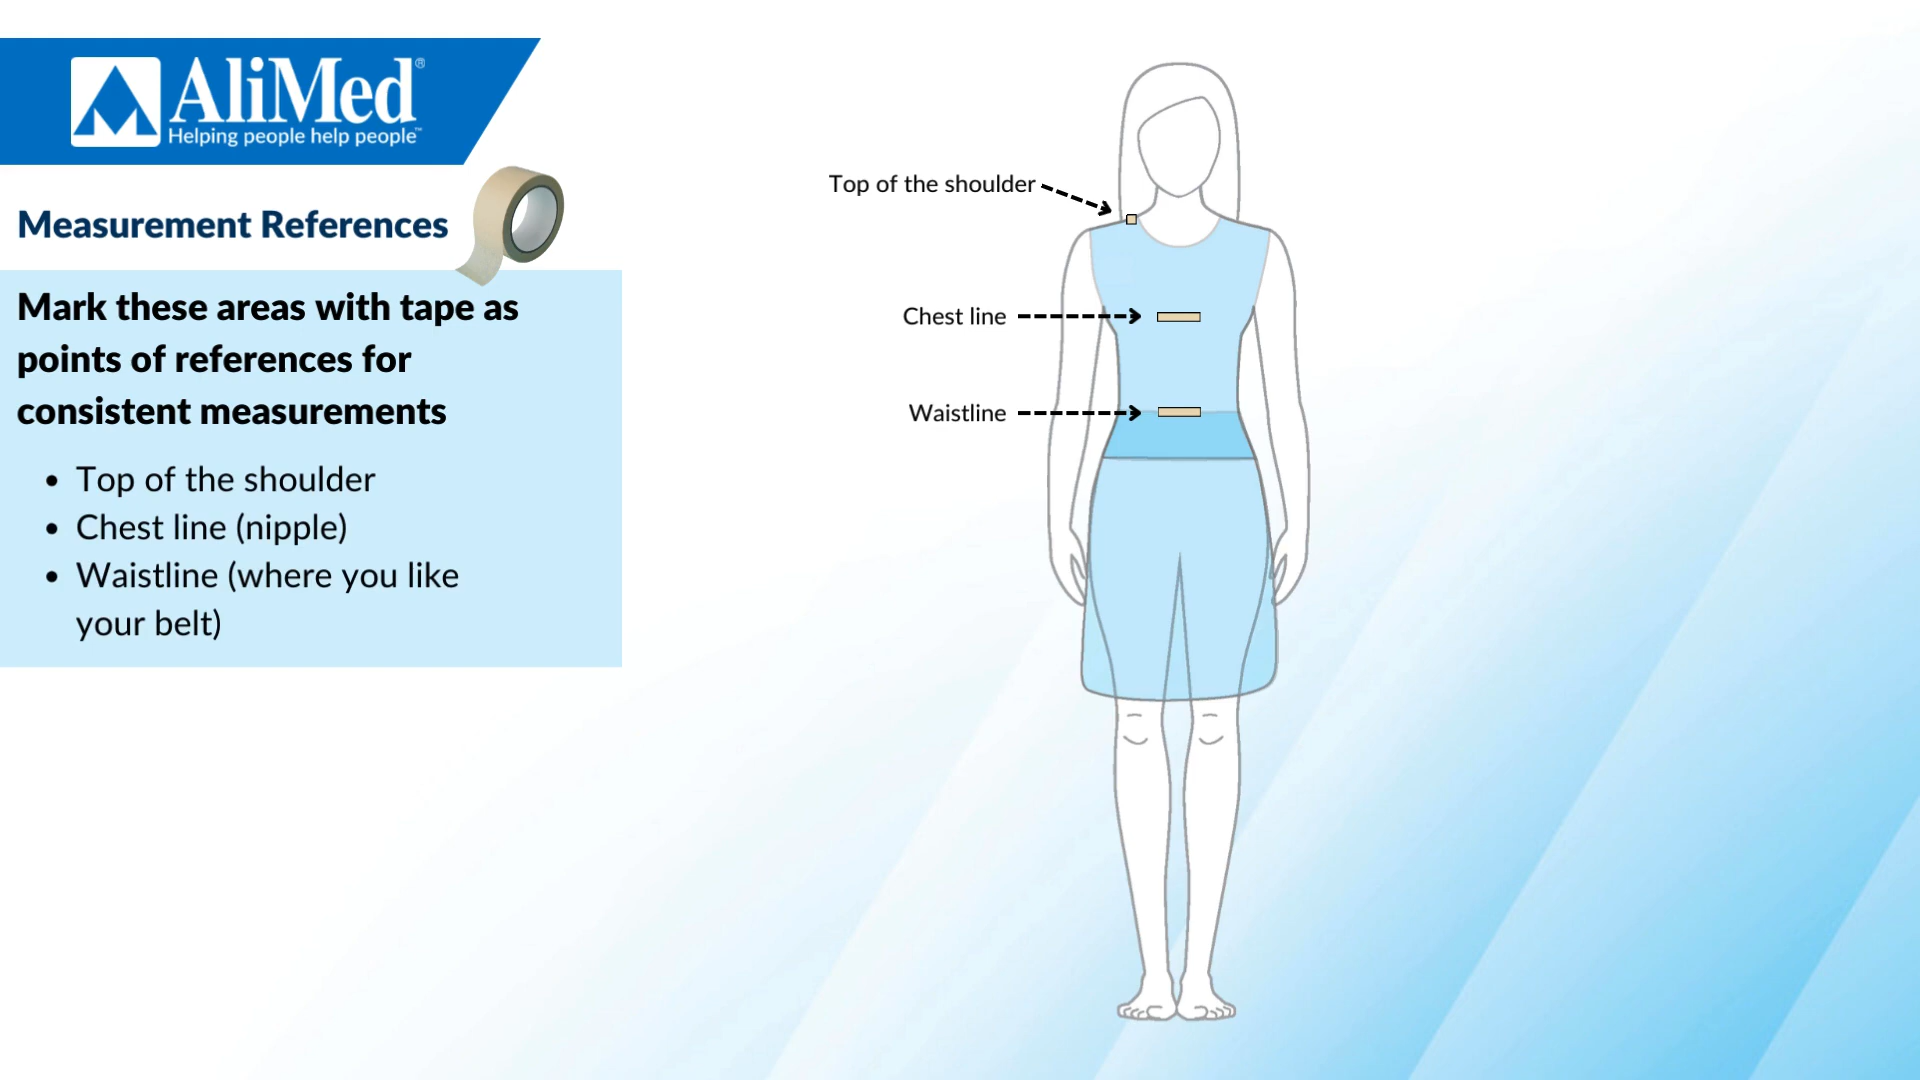 AliMed®
Helping people help people™
Measurement References
Mark these areas with tape as
points of references for
consistent measurements
• Top of the shoulder
• Chest line (nipple)
• Waistline (where you like
your belt)
Top of the shoulder
Chest line
Waistline